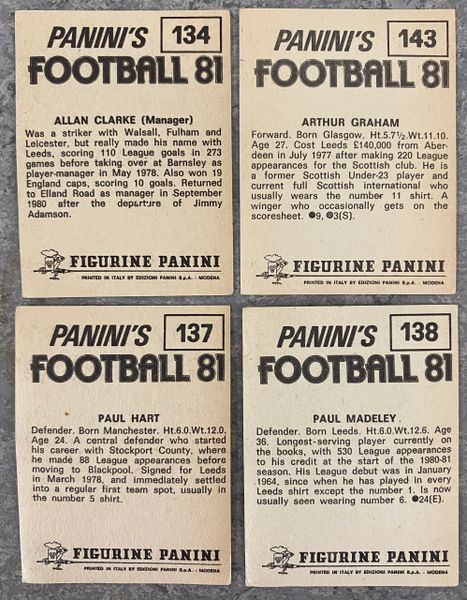 PANINI'S 134
FOOTBALL 81
ALLAN CLARKE (Manager)
Was a striker with Walsall, Fulham and
Leicester, but really made his name with
Leeds, scoring 110 League goals in 273
games before taking over at Barnsley as
player-manager in May 1978. Also won 19
England caps, scoring 10 goals. Returned
to Elland Road as manager in September
1980 after the departure of Jimmy
Adamson.
FIGURINE PANINI
PRINTED IN ITALY BY EDIZIONI PANINI S.p.A. - MODENA
PANINI'S 143
FOOTBALL 81
ARTHUR GRAHAM
Forward. Born Glasgow. Ht.5.7½.Wt.11.10.
Age 27. Cost Leeds £140,000 from Aber-
deen in July 1977 after making 220 League
appearances for the Scottish club. He is
a former Scottish Under-23 player and
current full Scottish international who
usually wears the number 11 shirt. A
winger who occasionally gets on the
scoresheet. ●9, ●3(S).
FIGURINE PANINI
PRINTED IN ITALY BY EDIZIONI PANINI S.p.A. - MODENA
PANINI'S 137
FOOTBALL 81
PAUL HART
Defender. Born Manchester. Ht.6.0.Wt.12.0.
Age 24. A central defender who started
his career with Stockport County, where
he made 88 League appearances before
moving to Blackpool. Signed for Leeds
in March 1978, and immediately settled
into a regular first team spot, usually in
the number 5 shirt.
FIGURINE PANINI
PRINTED IN ITALY BY EDIZIONI PANINI S.p.A. - MODENA
PANINI'S 138
FOOTBALL 81
PAUL MADELEY.
Defender. Born Leeds. Ht.6.0.Wt.12.6. Age
36. Longest-serving player currently on
the books, with 530 League appearances
to his credit at the start of the 1980-81
season. His League debut was in January
1964, since when he has played in every
Leeds shirt except the number 1. Is now
usually seen wearing number 6. ●24(E).
FIGURINE PANINI
PRINTED IN ITALY BY EDIZIONI PANINI S.p.A. - MODENA